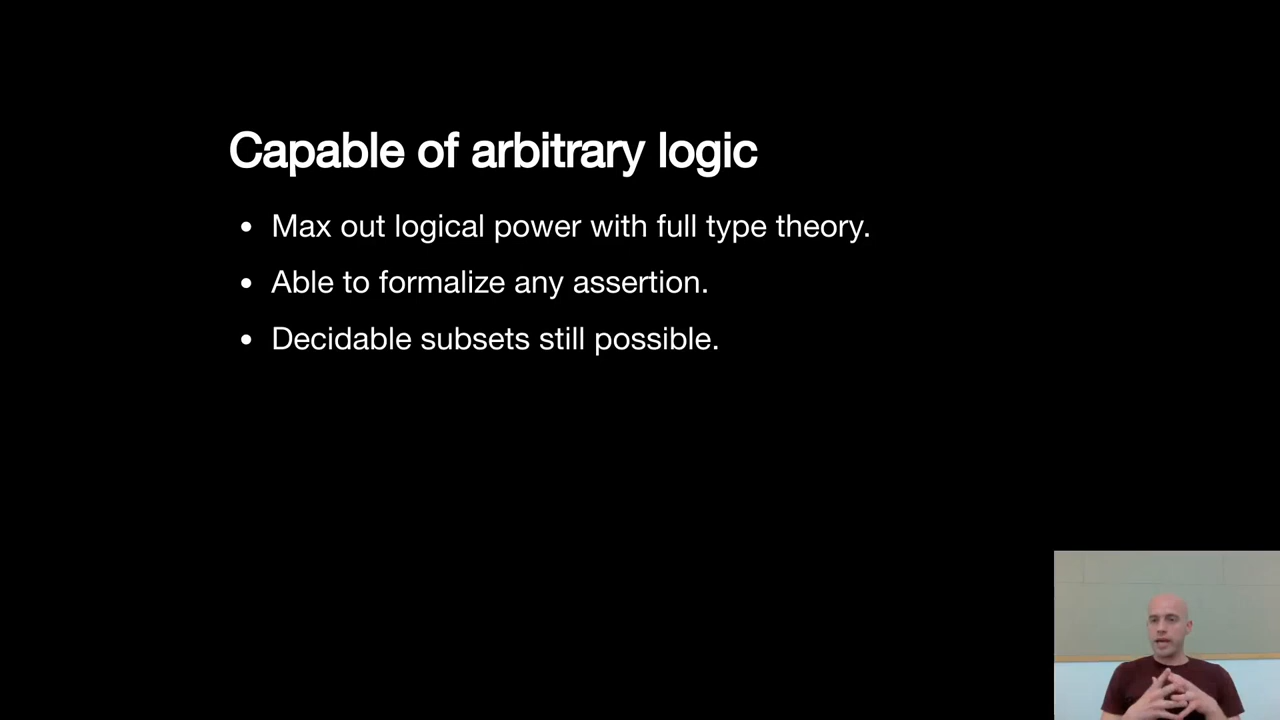 Capable of arbitrary logic
• Max out logical power with full type theory.
• Able to formalize any assertion.
• Decidable subsets still possible.